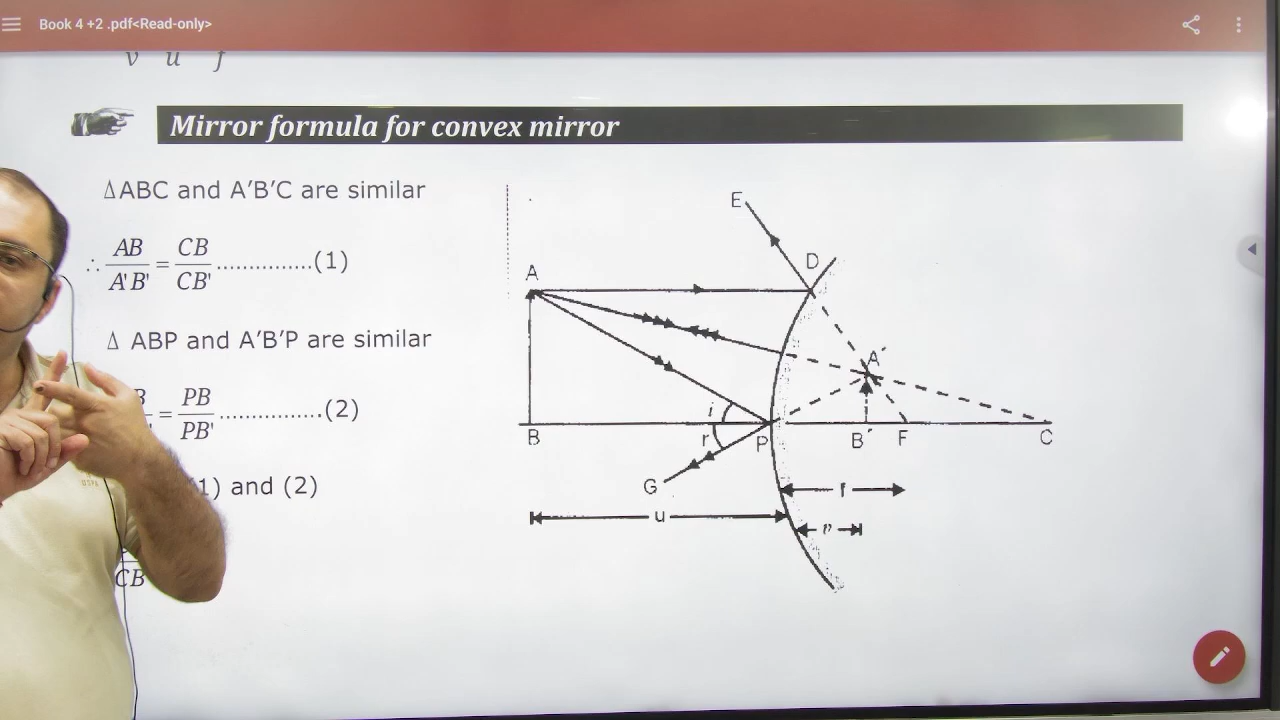 Book 4 +2 .pdf<Read-only>
v u f
Mirror formula for convex mirror
Δ ABC and A′B′C are similar
∴ AB/A'B' = CB/CB' ...............(1)
Δ ABP and A′B′P are similar
= PB/PB' .................(2)
1) and (2)
CB
E
D
A
A′
i
r
B
P
B′
F
C
G
f
u
v